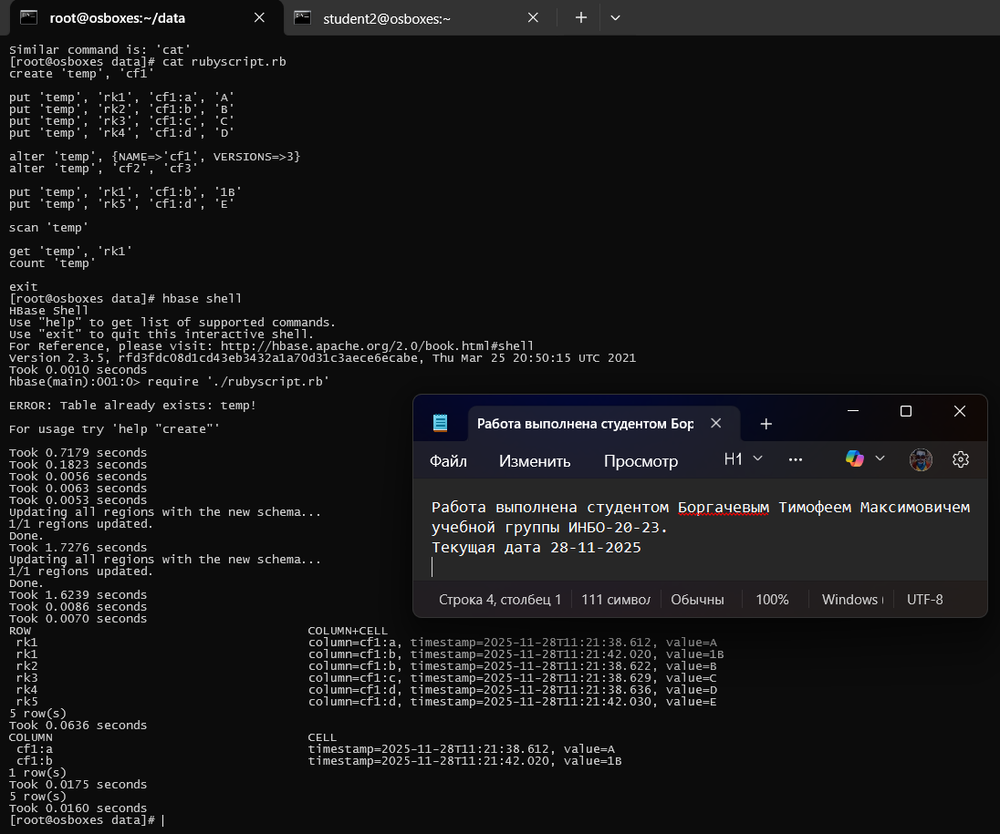 root@osboxes:~/data
student2@osboxes:~
Similar command is: 'cat'
[root@osboxes data]# cat rubyscript.rb
create 'temp', 'cf1'
put 'temp', 'rk1', 'cf1:a', 'A'
put 'temp', 'rk2', 'cf1:b', 'B'
put 'temp', 'rk3', 'cf1:c', 'C'
put 'temp', 'rk4', 'cf1:d', 'D'
alter 'temp', {NAME=>'cf1', VERSIONS=>3}
alter 'temp', 'cf2', 'cf3'
put 'temp', 'rk1', 'cf1:b', '1B'
put 'temp', 'rk5', 'cf1:d', 'E'
scan 'temp'
get 'temp', 'rk1'
count 'temp'
exit
[root@osboxes data]# hbase shell
HBase Shell
Use "help" to get list of supported commands.
Use "exit" to quit this interactive shell.
For Reference, please visit: http://hbase.apache.org/2.0/book.html#shell
Version 2.3.5, rfd3fdc08d1cd43eb3432a1a70d31c3aece6ecabe, Thu Mar 25 20:50:15 UTC 2021
Took 0.0010 seconds
hbase(main):001:0> require './rubyscript.rb'
ERROR: Table already exists: temp!
For usage try 'help "create"'
Took 0.7179 seconds
Took 0.1823 seconds
Took 0.0056 seconds
Took 0.0063 seconds
Took 0.0053 seconds
Updating all regions with the new schema...
1/1 regions updated.
Done.
Took 1.7276 seconds
Updating all regions with the new schema...
1/1 regions updated.
Done.
Took 1.6239 seconds
Took 0.0086 seconds
Took 0.0070 seconds
ROW COLUMN+CELL
rk1 column=cf1:a, timestamp=2025-11-28T11:21:38.612, value=A
rk1 column=cf1:b, timestamp=2025-11-28T11:21:42.020, value=1B
rk2 column=cf1:b, timestamp=2025-11-28T11:21:38.622, value=B
rk3 column=cf1:c, timestamp=2025-11-28T11:21:38.629, value=C
rk4 column=cf1:d, timestamp=2025-11-28T11:21:38.636, value=D
rk5 column=cf1:d, timestamp=2025-11-28T11:21:42.030, value=E
5 row(s)
Took 0.0636 seconds
COLUMN CELL
cf1:a timestamp=2025-11-28T11:21:38.612, value=A
cf1:b timestamp=2025-11-28T11:21:42.020, value=1B
1 row(s)
Took 0.0175 seconds
5 row(s)
Took 0.0160 seconds
[root@osboxes data]#
Работа выполнена студентом Бор
Файл Изменить Просмотр H1
Работа выполнена студентом Боргачевым Тимофеем Максимовичем
учебной группы ИНБО-20-23.
Текущая дата 28-11-2025
Строка 4, столбец 1 111 символ Обычны 100% Windows UTF-8